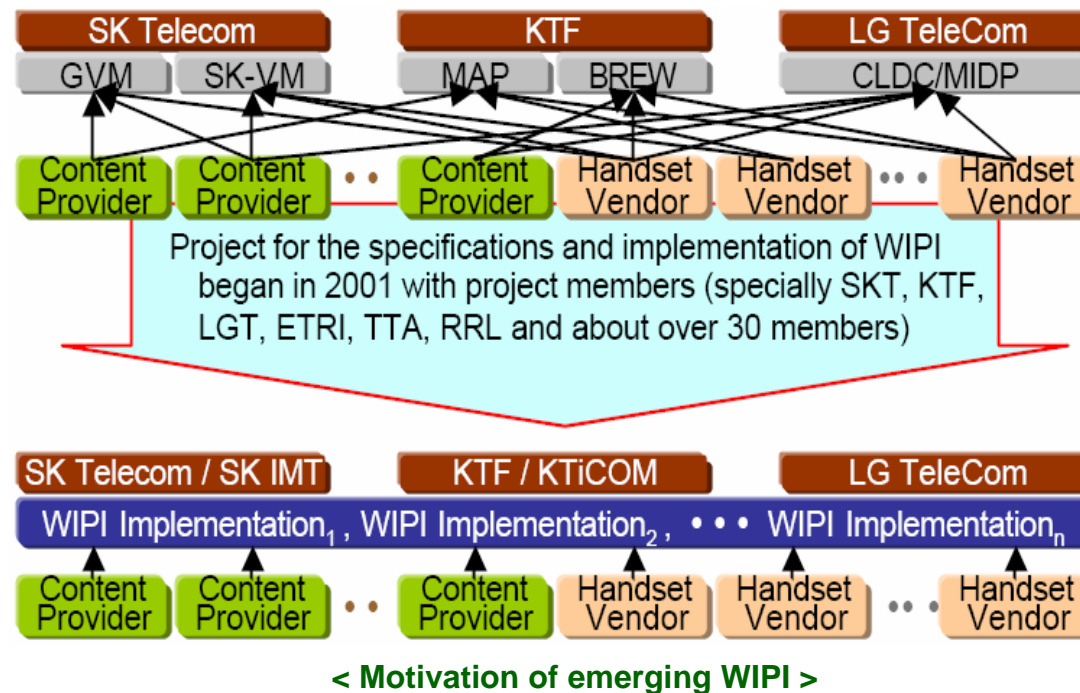 SK Telecom KTF LG TeleCom
GVM SK-VM MAP BREW CLDC/MIDP
Content Content Content Handset Handset Handset
Provider Provider •• Provider Vendor Vendor ••• Vendor
Project for the specifications and implementation of WIPI
began in 2001 with project members (specially SKT, KTF,
LGT, ETRI, TTA, RRL and about over 30 members)
SK Telecom / SK IMT KTF / KTiCOM LG TeleCom
WIPI Implementation1, WIPI Implementation2, ••• WIPI Implementationn
Content Content Content Handset Handset Handset
Provider Provider •• Provider Vendor Vendor ••• Vendor
< Motivation of emerging WIPI >